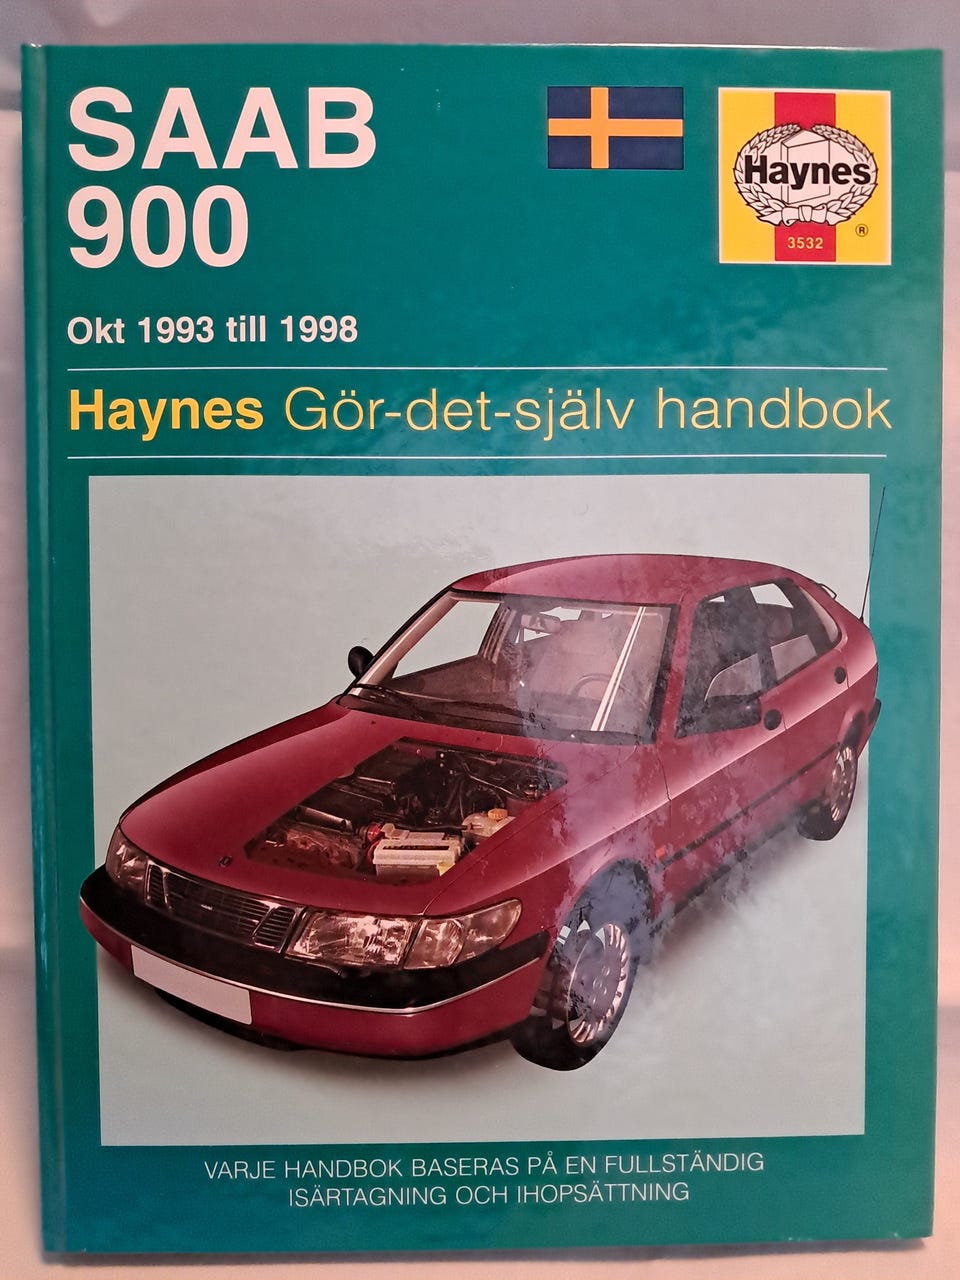 SAAB
900
Haynes
®
3532
Okt 1993 till 1998
Haynes Gör-det-själv handbok
VARJE HANDBOK BASERAS PÅ EN FULLSTÄNDIG
ISÄRTAGNING OCH IHOPSÄTTNING